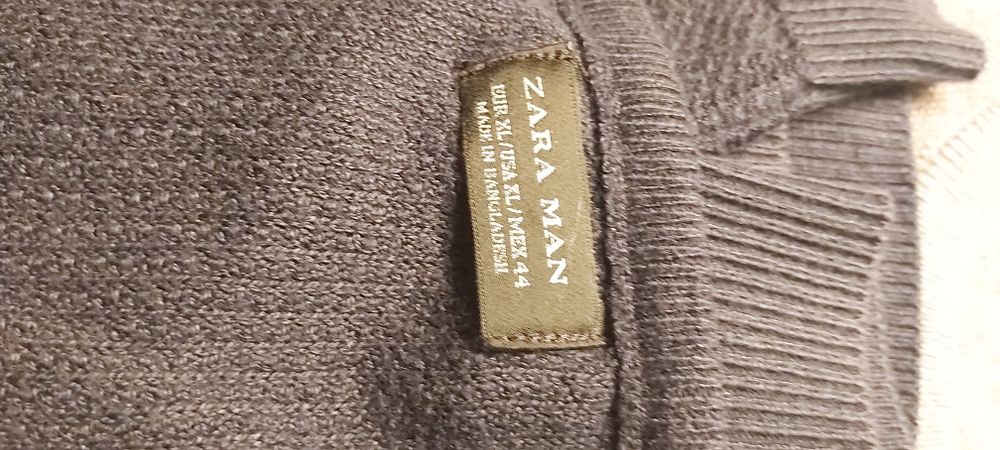 ZARA MAN
EUR XL / USA XL / MEX 44
MADE IN BANGLADESH